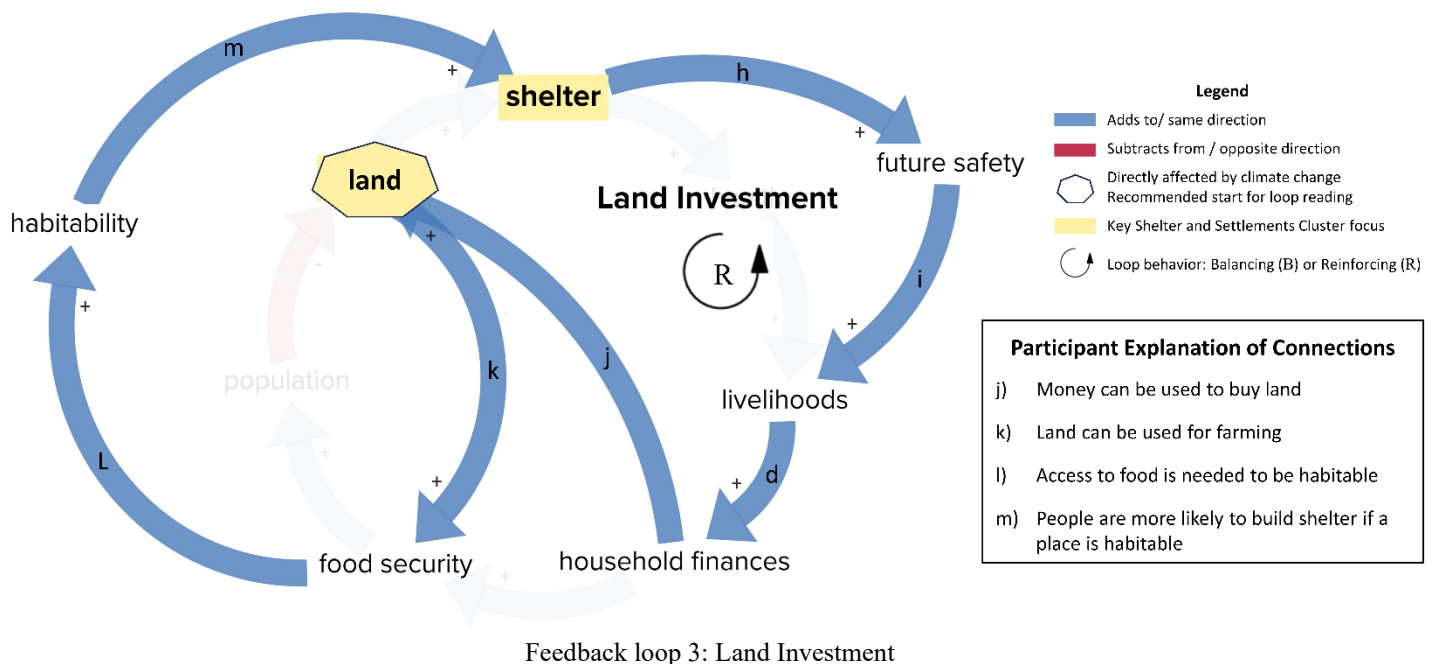 m
+
shelter
h
+
+
+
future safety
land
Land Investment
habitability
+
-
R
i
+
+
k
j
population
livelihoods
L
+
+
+
d
food security
household finances
+
Legend
Adds to/ same direction
Subtracts from / opposite direction
Directly affected by climate change
Recommended start for loop reading
Key Shelter and Settlements Cluster focus
Loop behavior: Balancing (B) or Reinforcing (R)
Participant Explanation of Connections
j) Money can be used to buy land
k) Land can be used for farming
l) Access to food is needed to be habitable
m) People are more likely to build shelter if a
place is habitable
Feedback loop 3: Land Investment